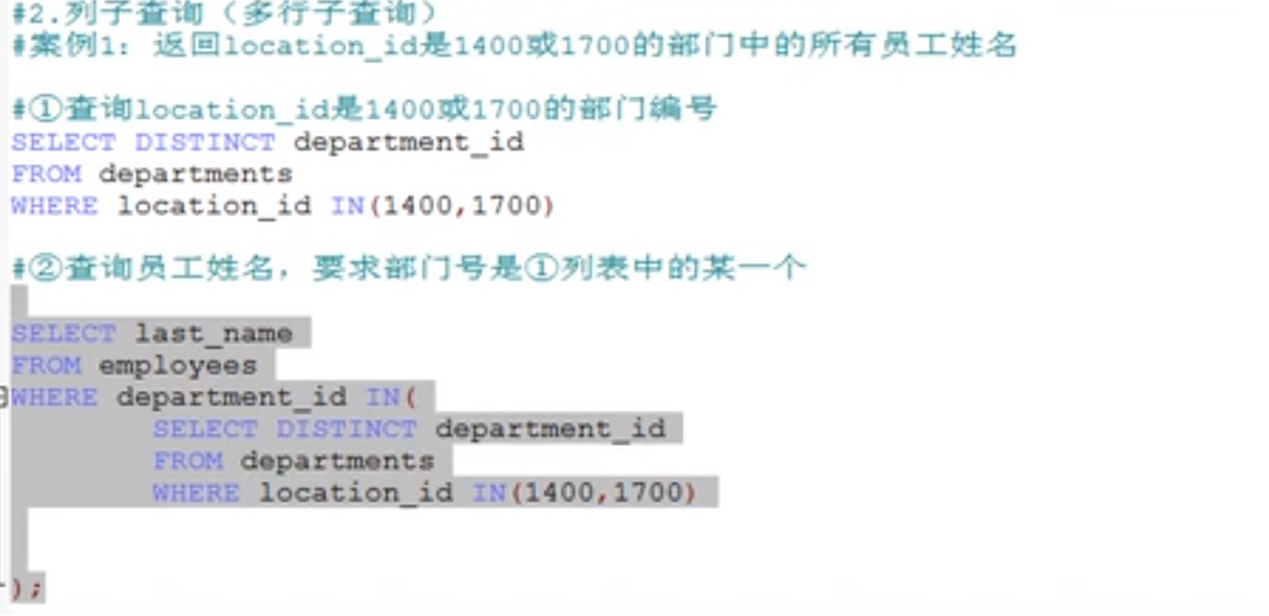 #2.列子查询（多行子查询）
#案例1：返回location_id是1400或1700的部门中的所有员工姓名
#①查询location_id是1400或1700的部门编号
SELECT DISTINCT department_id
FROM departments
WHERE location_id IN(1400,1700)
#②查询员工姓名，要求部门号是①列表中的某一个
SELECT last_name
FROM employees
WHERE department_id IN(
SELECT DISTINCT department_id
FROM departments
WHERE location_id IN(1400,1700)
);